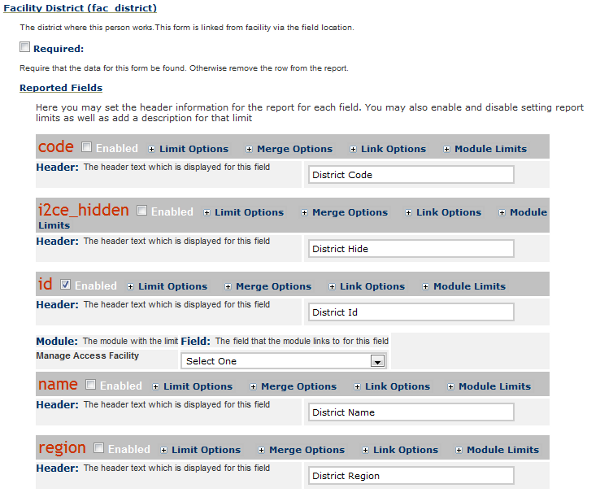 Facility District (fac_district)
The district where this person works.This form is linked from facility via the field location.
Required:
Require that the data for this form be found. Otherwise remove the row from the report.
Reported Fields
Here you may set the header information for the report for each field. You may also enable and disable setting report
limits as well as add a description for that limit
code Enabled Limit Options Merge Options Link Options Module Limits
Header: The header text which is displayed for this field District Code
i2ce_hidden Enabled Limit Options Merge Options Link Options Module
Limits
Header: The header text which is displayed for this field District Hide
id Enabled Limit Options Merge Options Link Options Module Limits
Header: The header text which is displayed for this field District Id
Module: The module with the limit Field: The field that the module links to for this field
Manage Access Facility Select One
name Enabled Limit Options Merge Options Link Options Module Limits
Header: The header text which is displayed for this field District Name
region Enabled Limit Options Merge Options Link Options Module Limits
Header: The header text which is displayed for this field District Region